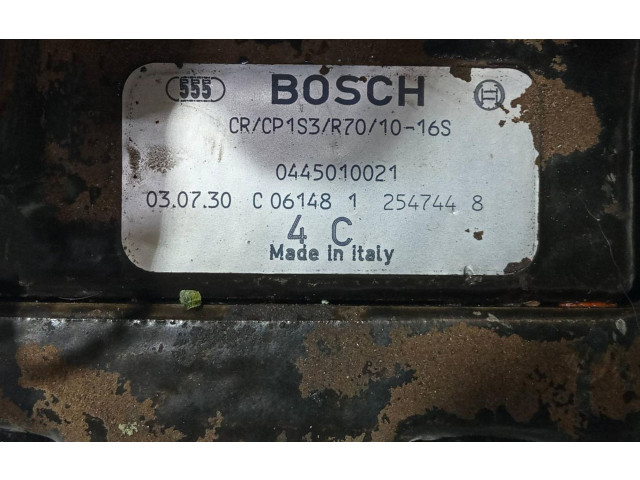 555 BOSCH
CR/CP1S3/R70/10-16S
0445010021
03.07.30 C 06148 1 254744 8
4 C
Made in italy